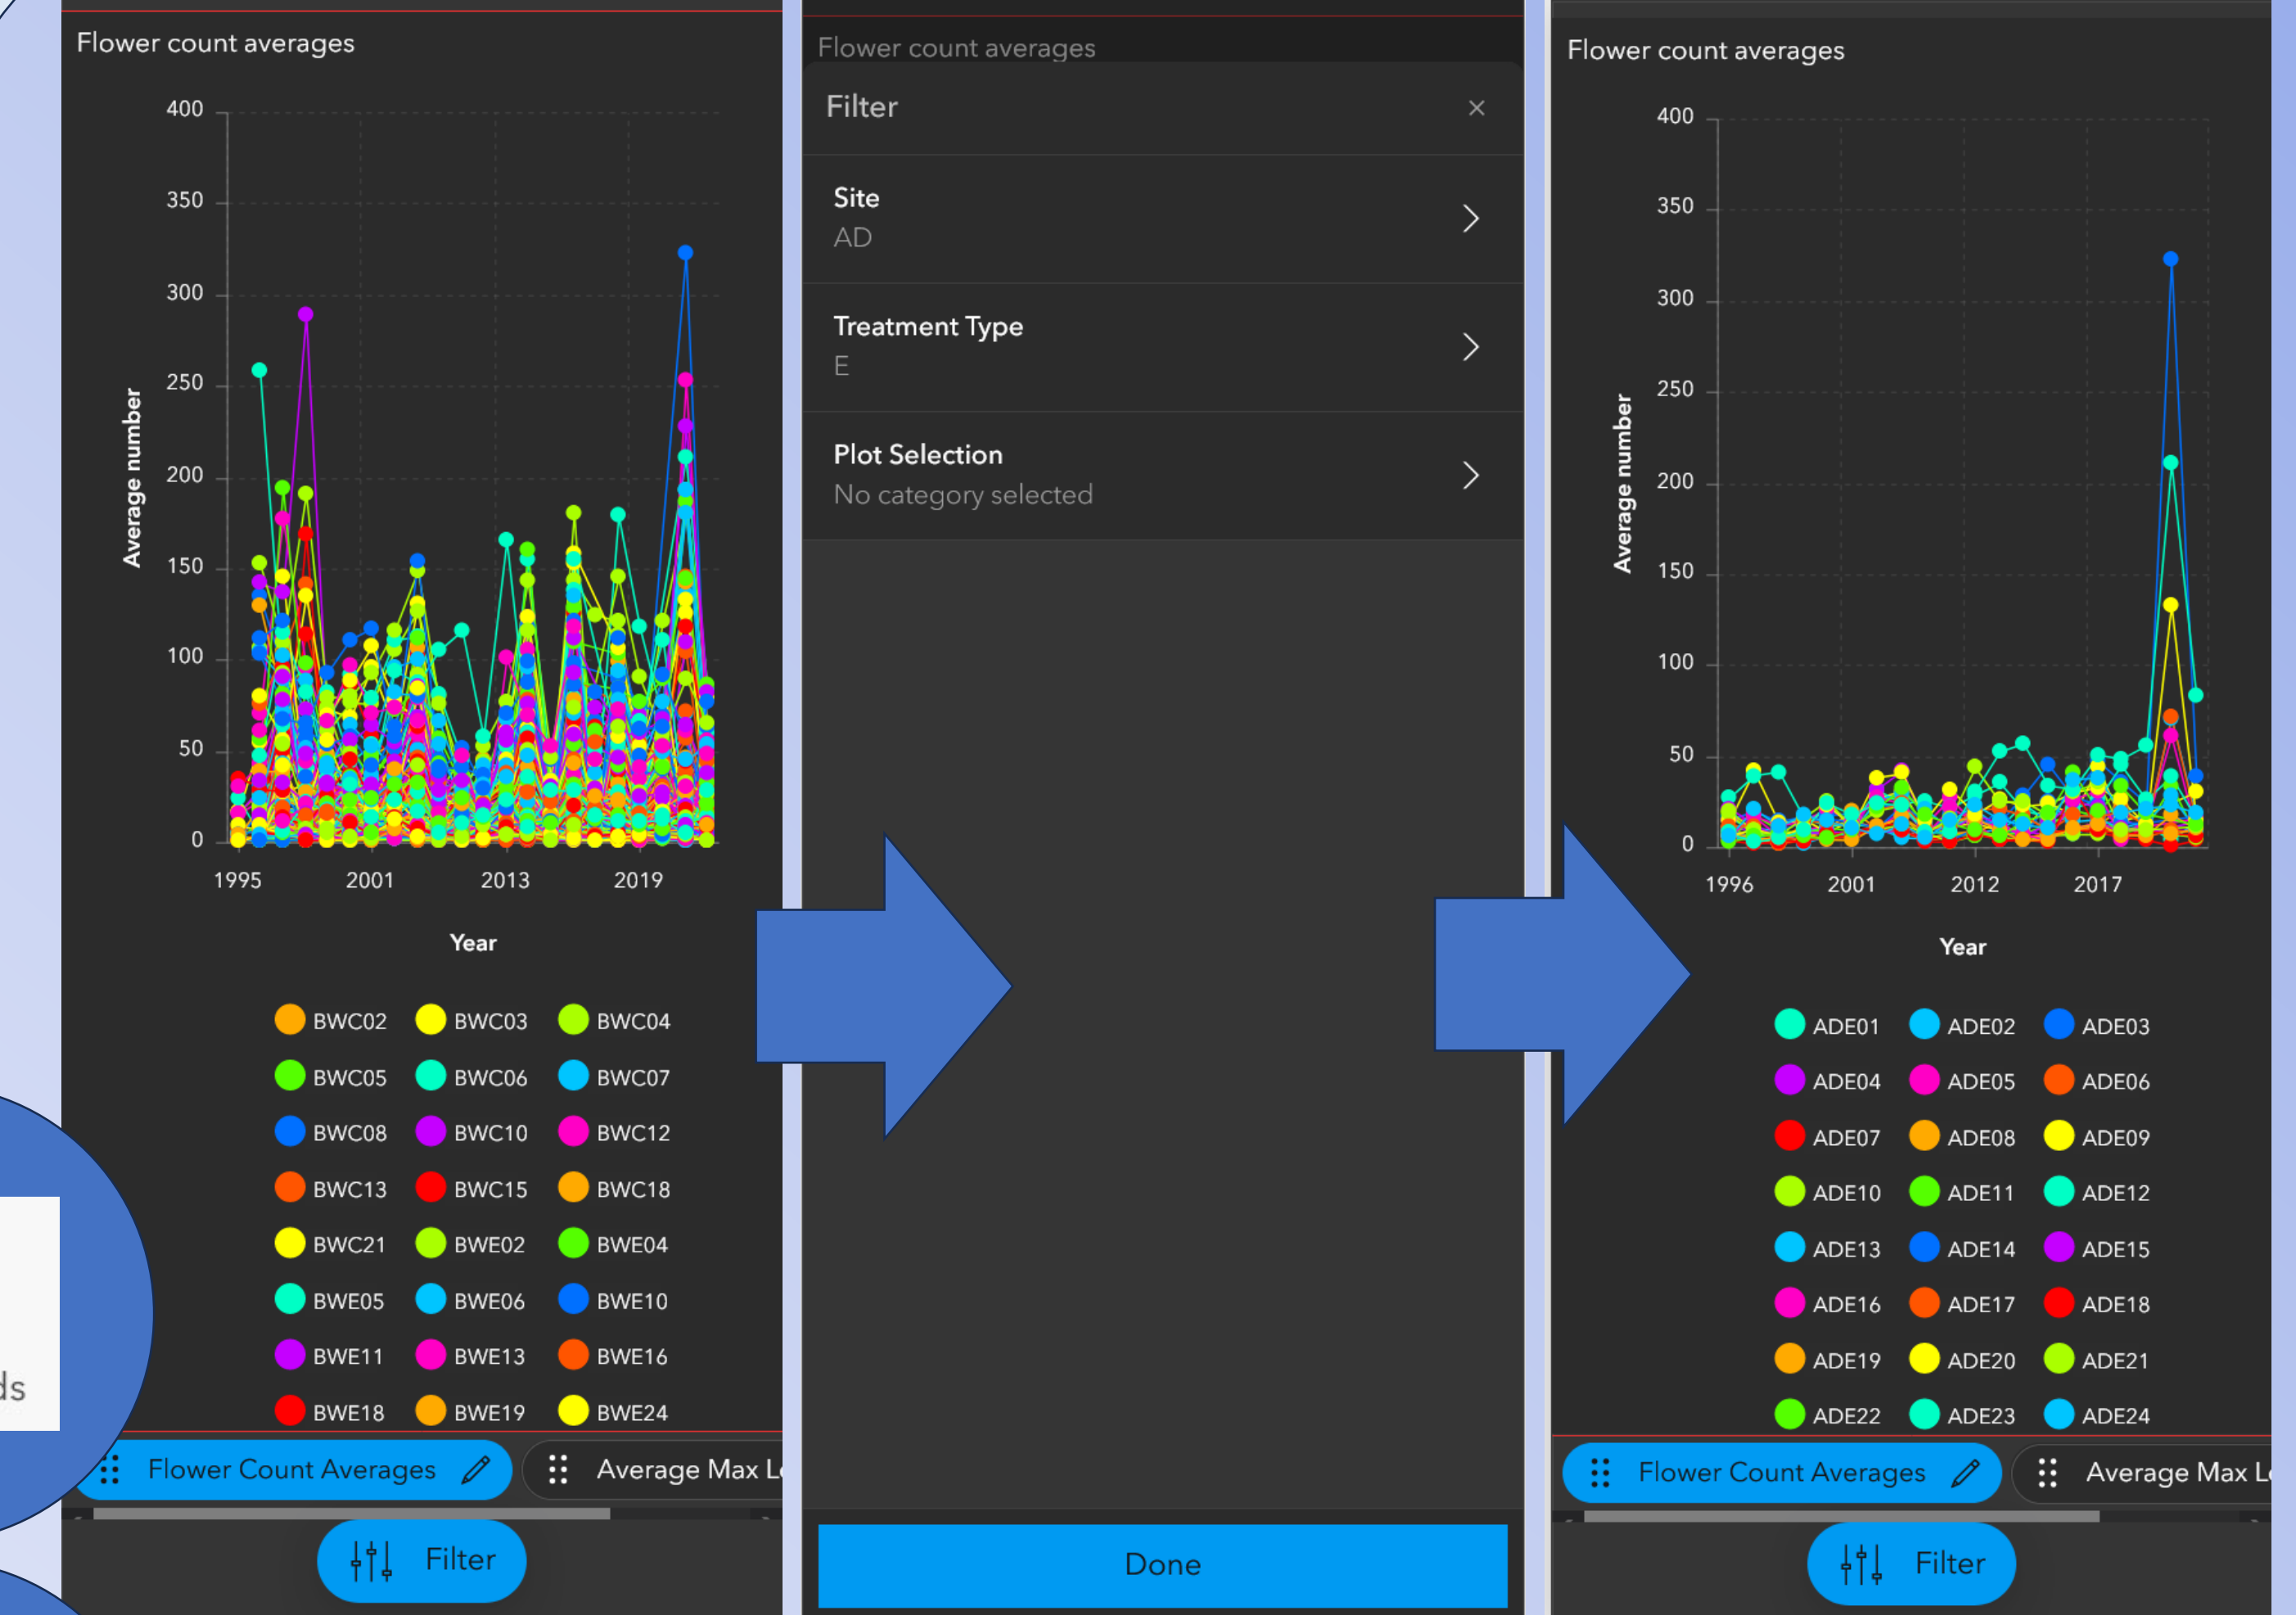 Flower count averages
400
350
300
250
200
150
100
50
0
Average number
1995 2001 2013 2019
Year
BWC02 BWC03 BWC04
BWC05 BWC06 BWC07
BWC08 BWC10 BWC12
BWC13 BWC15 BWC18
BWC21 BWE02 BWE04
BWE05 BWE06 BWE10
BWE11 BWE13 BWE16
BWE18 BWE19 BWE24
Flower Count Averages Average Max
Filter
Flower count averages
Filter
Site
AD
Treatment Type
E
Plot Selection
No category selected
Done
Flower count averages
400
350
300
250
200
150
100
50
0
Average number
1996 2001 2012 2017
Year
ADE01 ADE02 ADE03
ADE04 ADE05 ADE06
ADE07 ADE08 ADE09
ADE10 ADE11 ADE12
ADE13 ADE14 ADE15
ADE16 ADE17 ADE18
ADE19 ADE20 ADE21
ADE22 ADE23 ADE24
Flower Count Averages Average Max
Filter